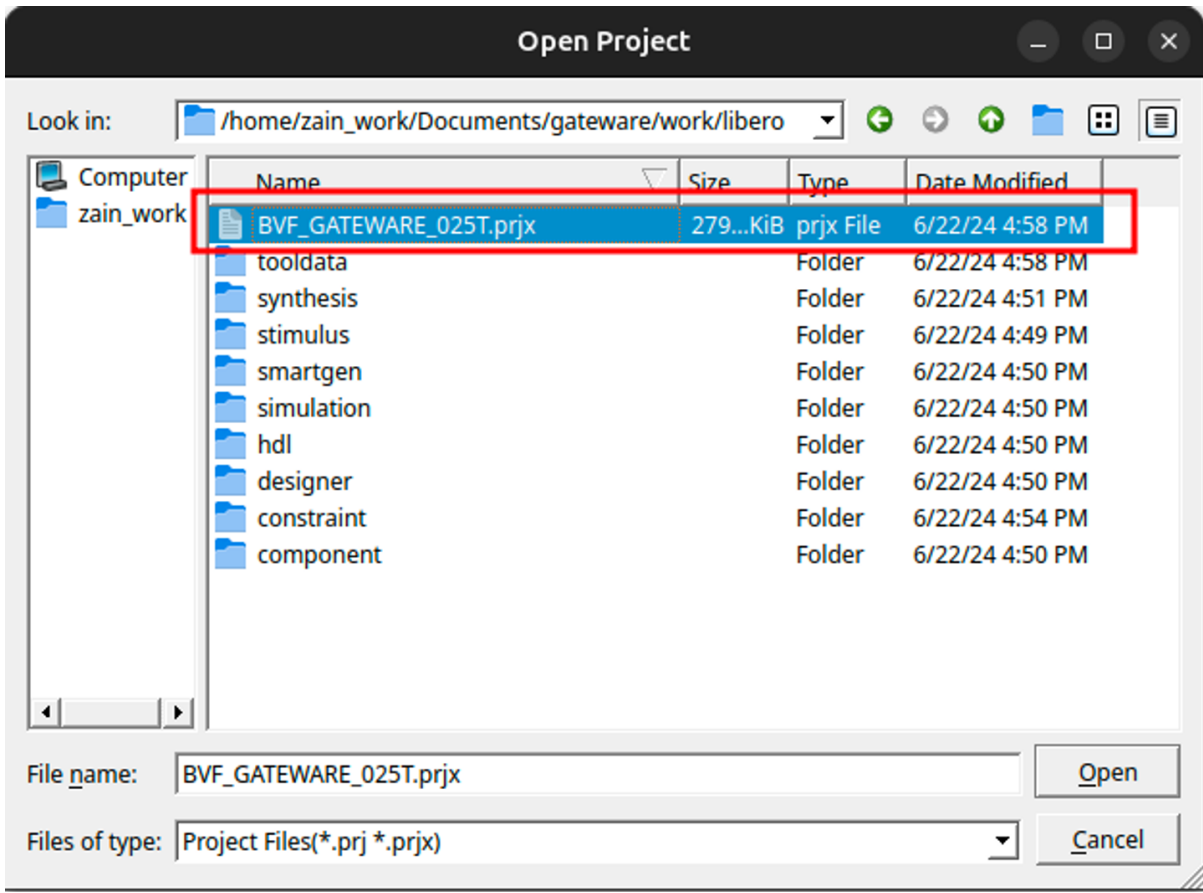 Open Project
Look in: /home/zain_work/Documents/gateware/work/libero
Computer
zain_work
Name Size Type Date Modified
BVF_GATEWARE_025T.prjx 279...KiB prjx File 6/22/24 4:58 PM
tooldata Folder 6/22/24 4:58 PM
synthesis Folder 6/22/24 4:51 PM
stimulus Folder 6/22/24 4:49 PM
smartgen Folder 6/22/24 4:50 PM
simulation Folder 6/22/24 4:50 PM
hdl Folder 6/22/24 4:50 PM
designer Folder 6/22/24 4:50 PM
constraint Folder 6/22/24 4:54 PM
component Folder 6/22/24 4:50 PM
File name: BVF_GATEWARE_025T.prjx Open
Files of type: Project Files(*.prj *.prjx) Cancel